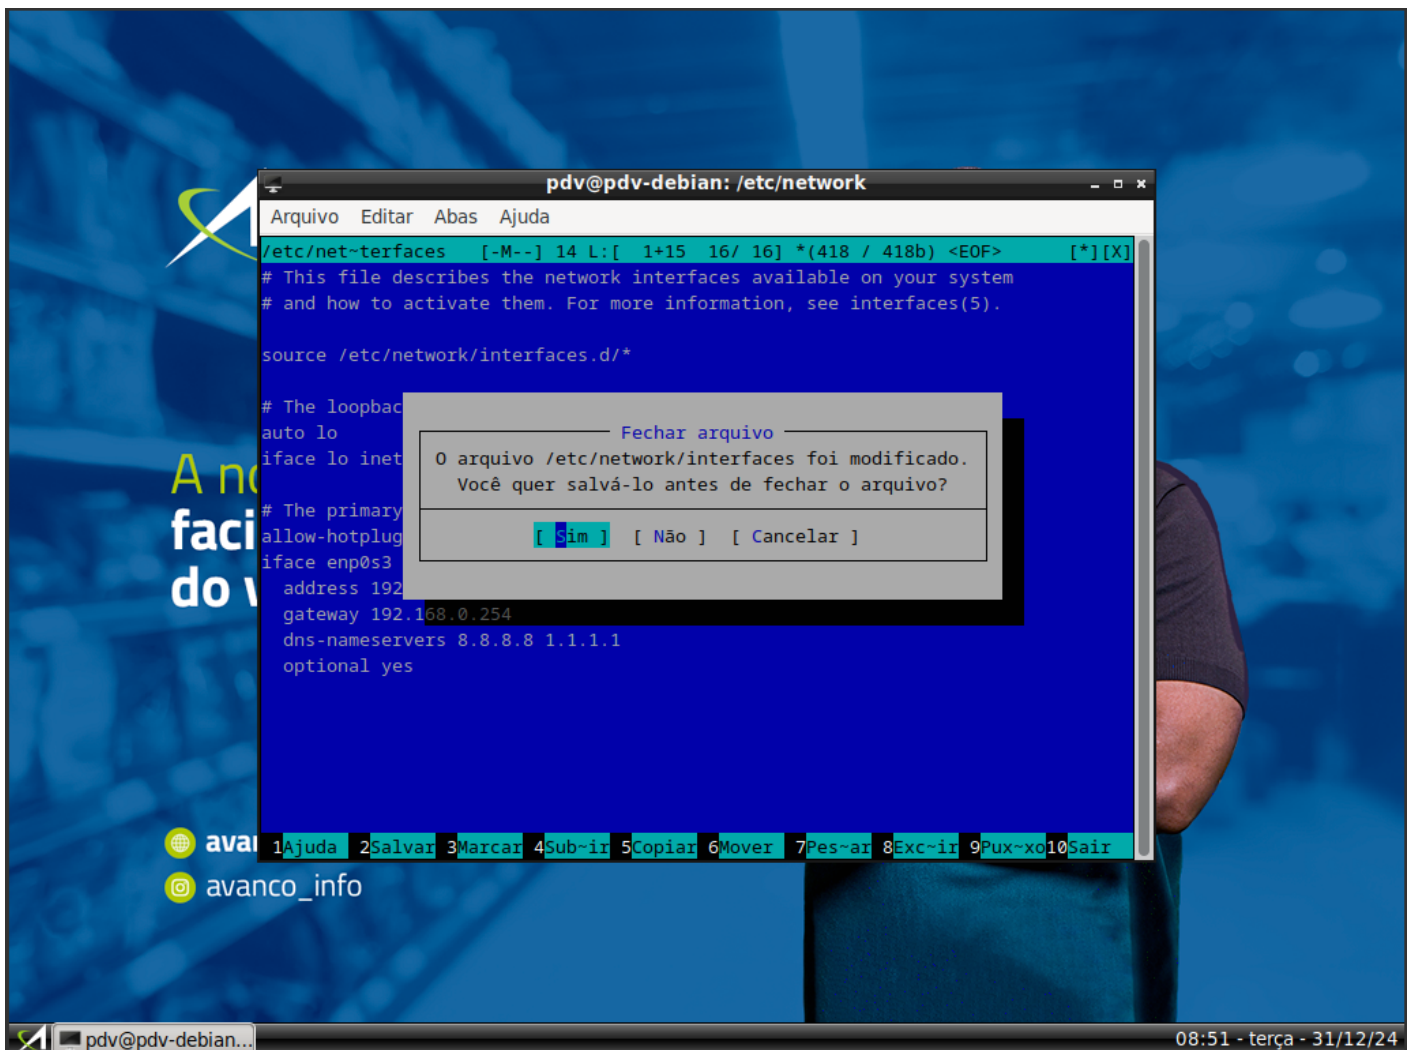 pdv@pdv-debian: /etc/network
Arquivo Editar Abas Ajuda
/etc/net~terfaces [-M--] 14 L:[ 1+15 16/ 16] *(418 / 418b) <EOF> [*][X]
# This file describes the network interfaces available on your system
# and how to activate them. For more information, see interfaces(5).
source /etc/network/interfaces.d/*
# The loopbac
auto lo
iface lo inet
# The primary
allow-hotplug
iface enp0s3
address 192
gateway 192.168.0.254
dns-nameservers 8.8.8.8 1.1.1.1
optional yes
Fechar arquivo
O arquivo /etc/network/interfaces foi modificado.
Você quer salvá-lo antes de fechar o arquivo?
[ Sim ] [ Não ] [ Cancelar ]
1Ajuda 2Salvar 3Marcar 4Sub~ir 5Copiar 6Mover 7Pes~ar 8Exc~ir 9Pux~xo 10Sair
A n
faci
do v
avan
avanco_info
pdv@pdv-debian...
08:51 - terça - 31/12/24